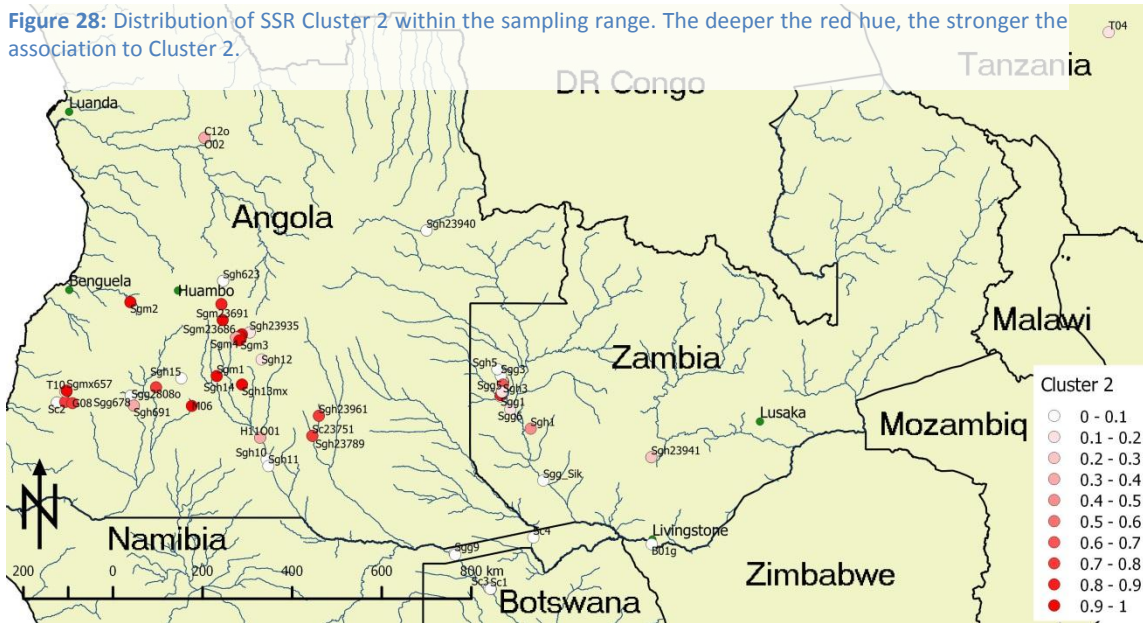 Figure 28: Distribution of SSR Cluster 2 within the sampling range. The deeper the red hue, the stronger the
association to Cluster 2.
T04
Tanzania
DR Congo
Luanda
C12o
O02
Angola
Sgh23940
Sgh623
Benguela
Huambo
Sgm2
Sgm23691
Sgm23686
Sgh23935
Sgm4
Sgm3
Sgh12
Malawi
Zambia
Sgh5
Sgg3
Sgh15
Sgm1
Sgg5
Sgh3
T10
Sgmx657
Sgh14
Sgh13mx
Sgg1
Sc2
G08
Sgg678
Sgg2808o
Sgh691
M06
Sgg6
Sgh23961
Lusaka
Mozambiq
Sc23751
Sgh1
H11O01
Sgh23789
Sgh10
Sgh11
Sgh23941
Sgg_Sik
N
Namibia
Sc4
Livingstone
B01g
Sgg9
Zimbabwe
200
0
200
400
600
800 km
Sc3
Sc1
Botswana
Cluster 2
0 - 0.1
0.1 - 0.2
0.2 - 0.3
0.3 - 0.4
0.4 - 0.5
0.5 - 0.6
0.6 - 0.7
0.7 - 0.8
0.8 - 0.9
0.9 - 1